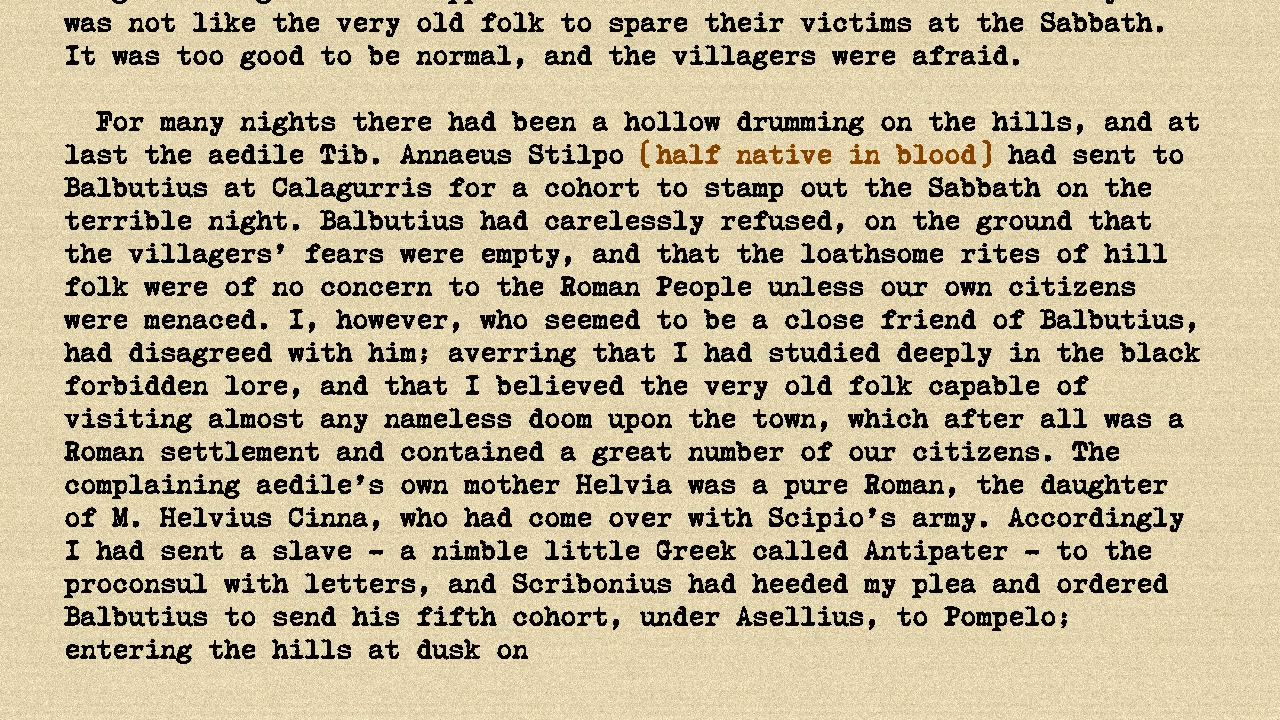 was not like the very old folk to spare their victims at the Sabbath.
It was too good to be normal, and the villagers were afraid.
For many nights there had been a hollow drumming on the hills, and at
last the aedile Tib. Annaeus Stilpo (half native in blood) had sent to
Balbutius at Calagurris for a cohort to stamp out the Sabbath on the
terrible night. Balbutius had carelessly refused, on the ground that
the villagers’ fears were empty, and that the loathsome rites of hill
folk were of no concern to the Roman People unless our own citizens
were menaced. I, however, who seemed to be a close friend of Balbutius,
had disagreed with him; averring that I had studied deeply in the black
forbidden lore, and that I believed the very old folk capable of
visiting almost any nameless doom upon the town, which after all was a
Roman settlement and contained a great number of our citizens. The
complaining aedile’s own mother Helvia was a pure Roman, the daughter
of M. Helvius Cinna, who had come over with Scipio’s army. Accordingly
I had sent a slave – a nimble little Greek called Antipater – to the
proconsul with letters, and Scribonius had heeded my plea and ordered
Balbutius to send his fifth cohort, under Asellius, to Pompelo;
entering the hills at dusk on